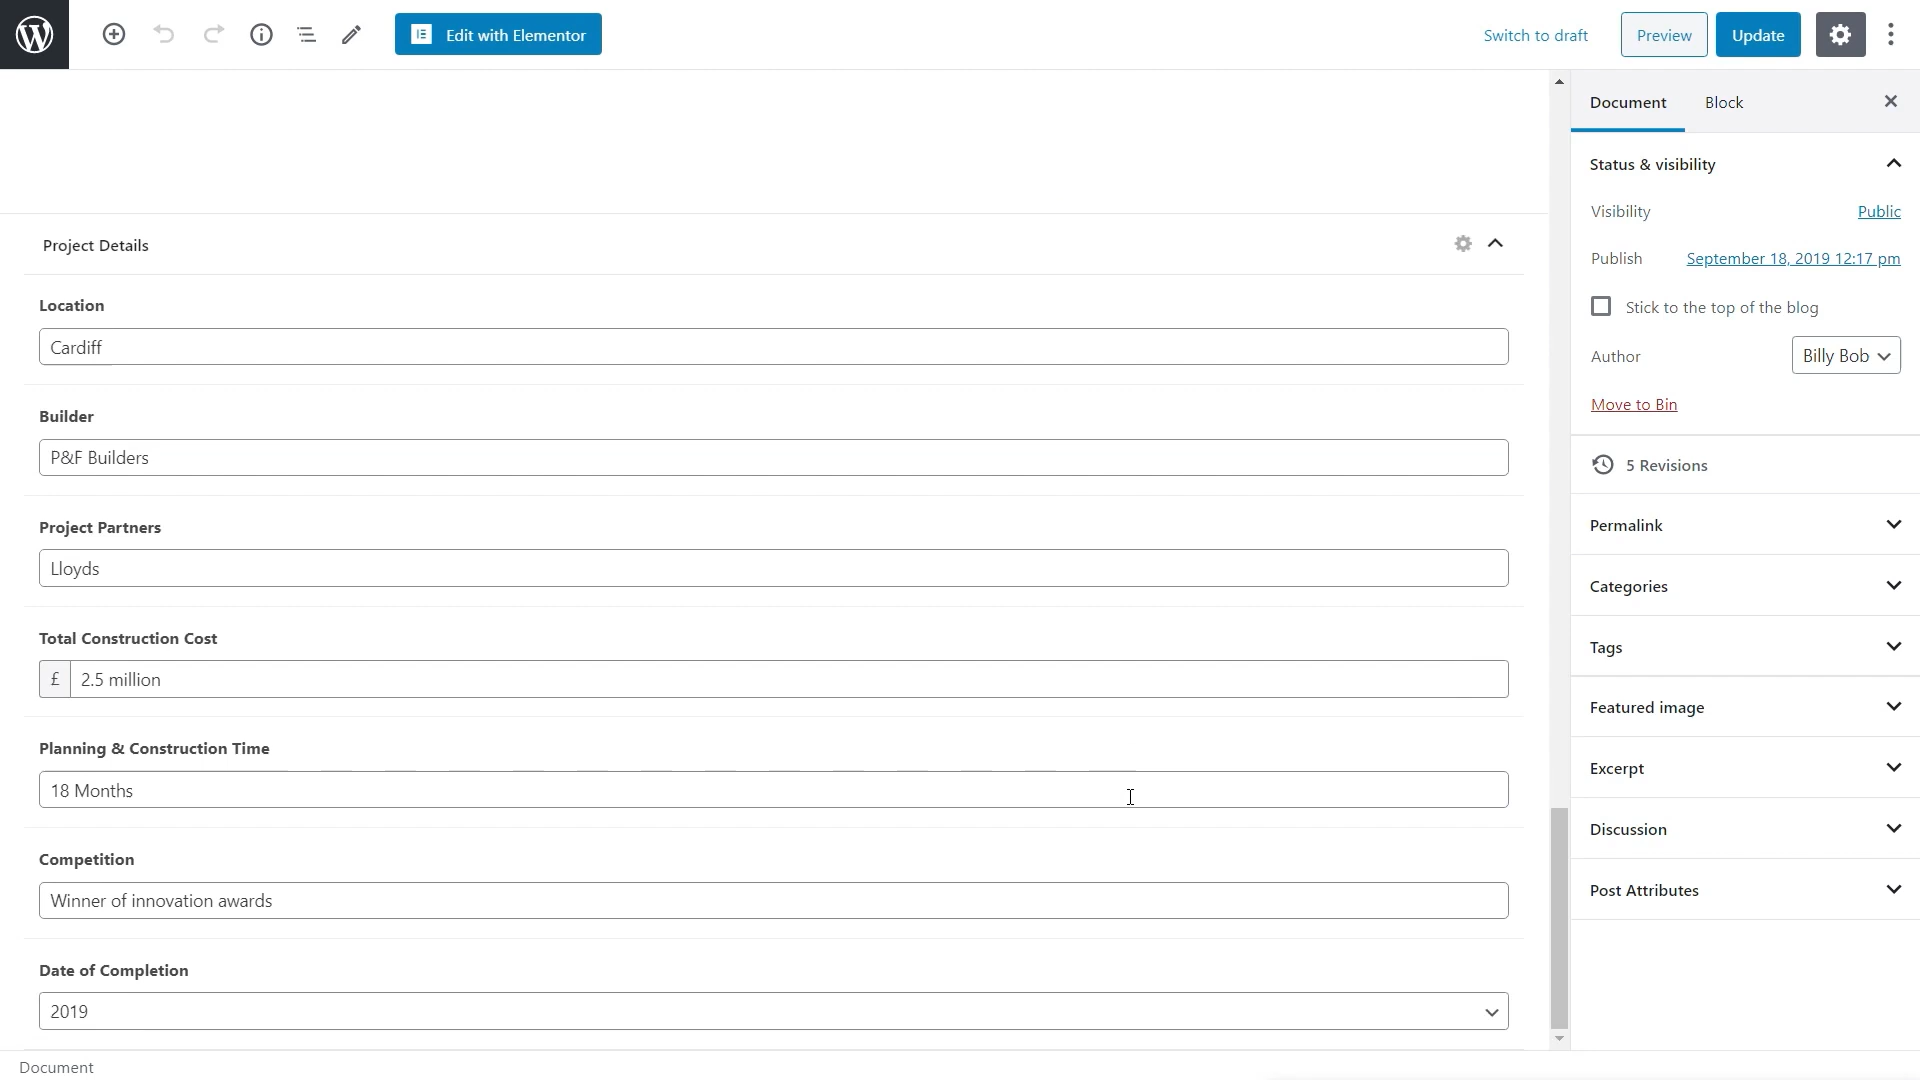 Edit with Elementor
Switch to draft
Preview
Update
Document
Block
Status & visibility
Visibility
Public
Publish
September 18, 2019 12:17 pm
Stick to the top of the blog
Author
Billy Bob
Move to Bin
5 Revisions
Permalink
Categories
Tags
Featured image
Excerpt
Discussion
Post Attributes
Project Details
Location
Cardiff
Builder
P&F Builders
Project Partners
Lloyds
Total Construction Cost
£ 2.5 million
Planning & Construction Time
18 Months
Competition
Winner of innovation awards
Date of Completion
2019
Document